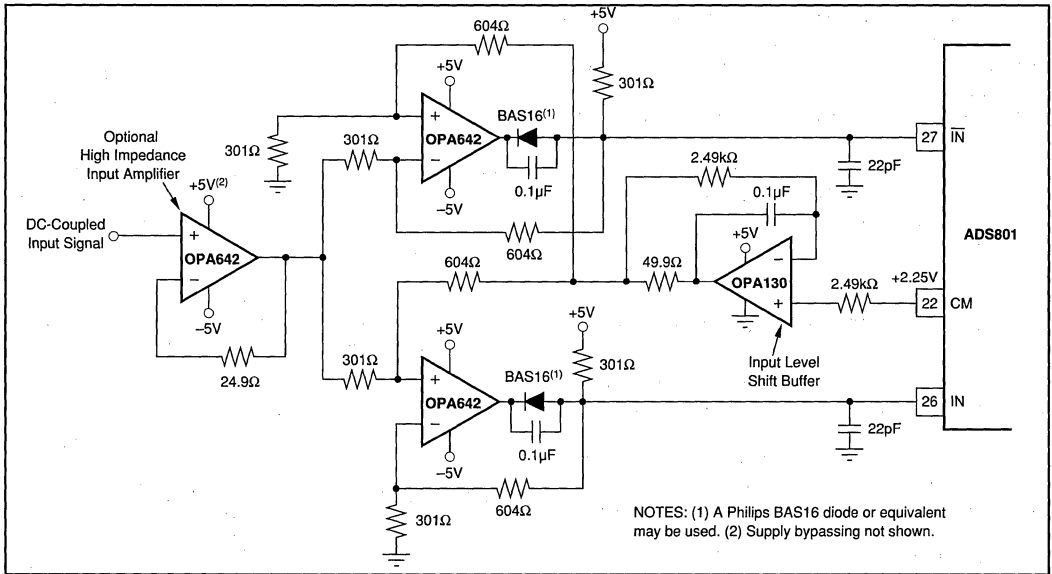 604Ω
+5V
+5V
301Ω
BAS16(1)
+
OPA642
−
Optional
High Impedance
Input Amplifier
301Ω
301Ω
0.1µF
−5V
27
IN
22pF
2.49kΩ
0.1µF
+5V(2)
DC-Coupled
Input Signal
+
OPA642
−
−5V
604Ω
ADS801
+5V
−
OPA130
+
604Ω
49.9Ω
2.49kΩ
+2.25V
22
CM
24.9Ω
+5V
+5V
Input Level
Shift Buffer
301Ω
301Ω
BAS16(1)
+
OPA642
−
26
IN
22pF
0.1µF
−5V
604Ω
301Ω
NOTES: (1) A Philips BAS16 diode or equivalent
may be used. (2) Supply bypassing not shown.